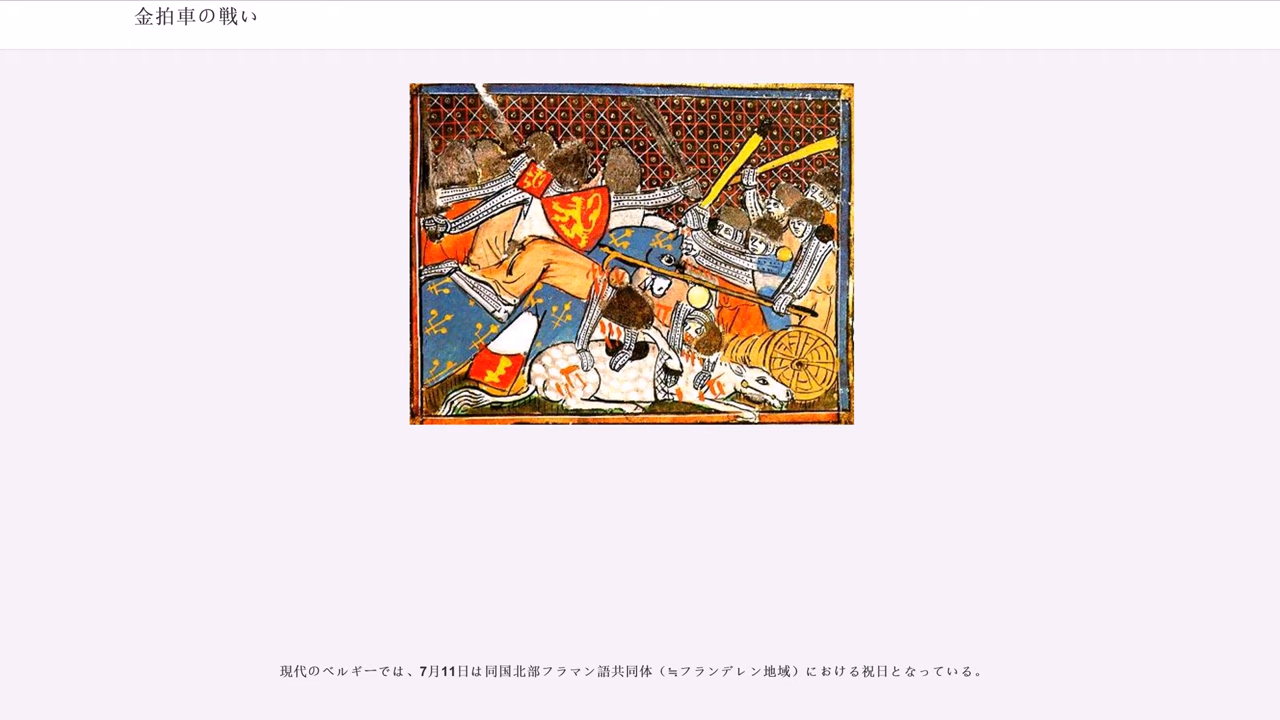 金拍車の戦い
現代のベルギーでは、7月11日は同国北部フラマン語共同体（≒フランデレン地域）における祝日となっている。